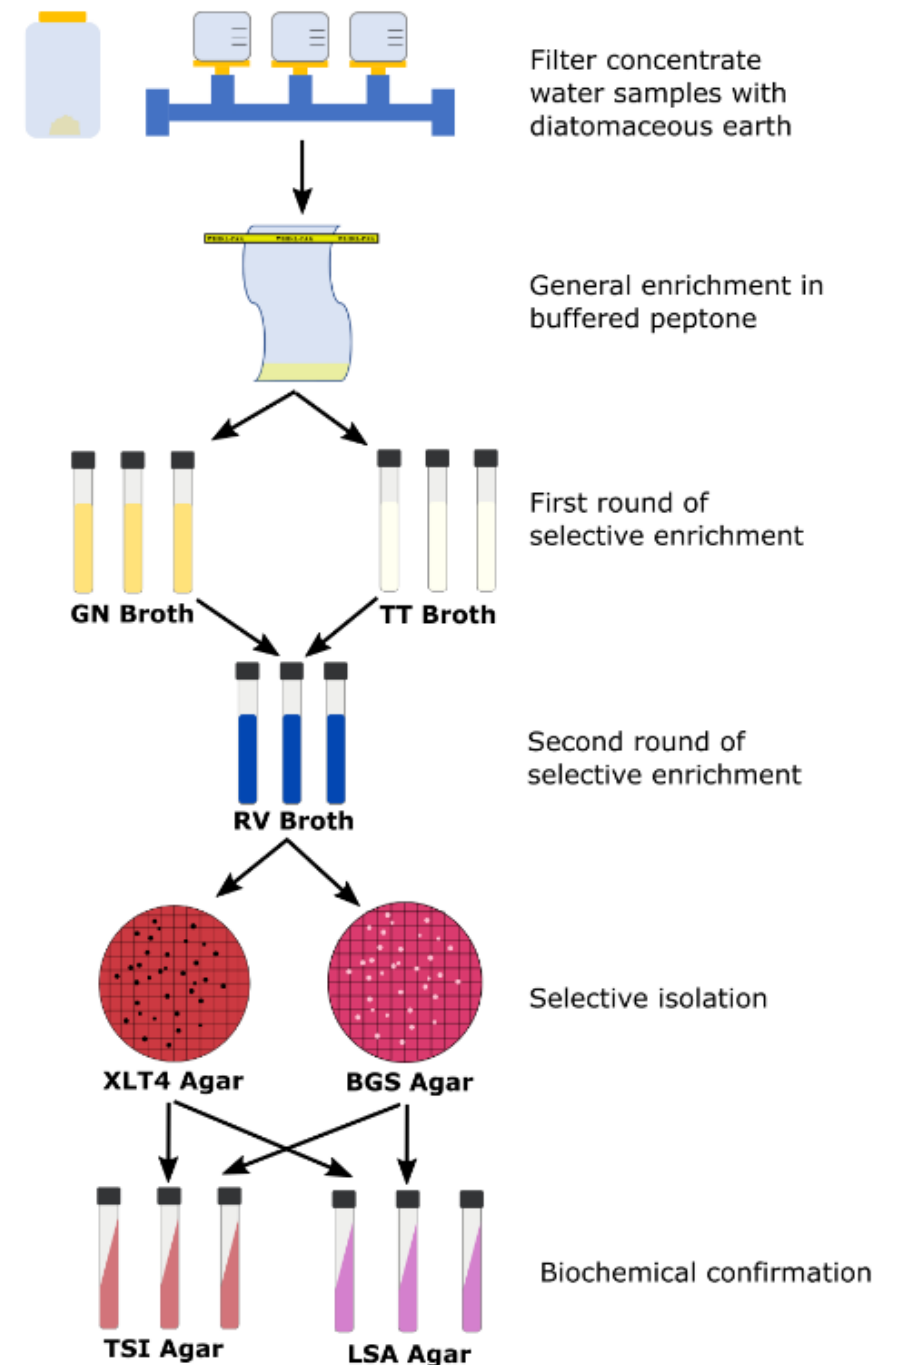 Filter concentrate
water samples with
diatomaceous earth
General enrichment in
buffered peptone
First round of
selective enrichment
GN Broth
TT Broth
Second round of
selective enrichment
RV Broth
Selective isolation
XLT4 Agar
BGS Agar
Biochemical confirmation
TSI Agar
LSA Agar